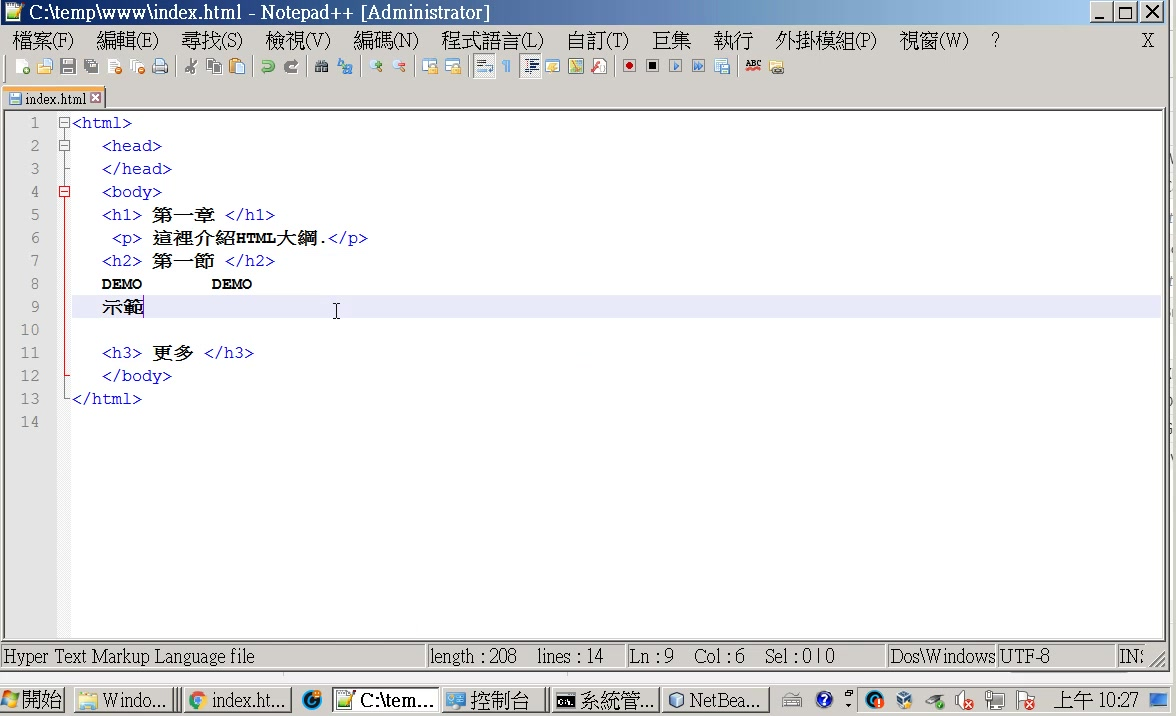 C:\temp\www\index.html - Notepad++ [Administrator]
檔案(F) 編輯(E) 尋找(S) 檢視(V) 編碼(N) 程式語言(L) 自訂(T) 巨集 執行 外掛模組(P) 視窗(W) ? X
ABC
index.html
1 <html>
2 <head>
3 </head>
4 <body>
5 <h1> 第一章 </h1>
6 <p> 這裡介紹HTML大綱.</p>
7 <h2> 第一節 </h2>
8 DEMO DEMO
9 示範
10
11 <h3> 更多 </h3>
12 </body>
13 </html>
14
Hyper Text Markup Language file length : 208 lines : 14 Ln : 9 Col : 6 Sel : 0 | 0 Dos\Windows UTF-8 INS
開始 Windo... index.ht... C:\tem... 控制台 系統管... NetBea... 上午 10:27